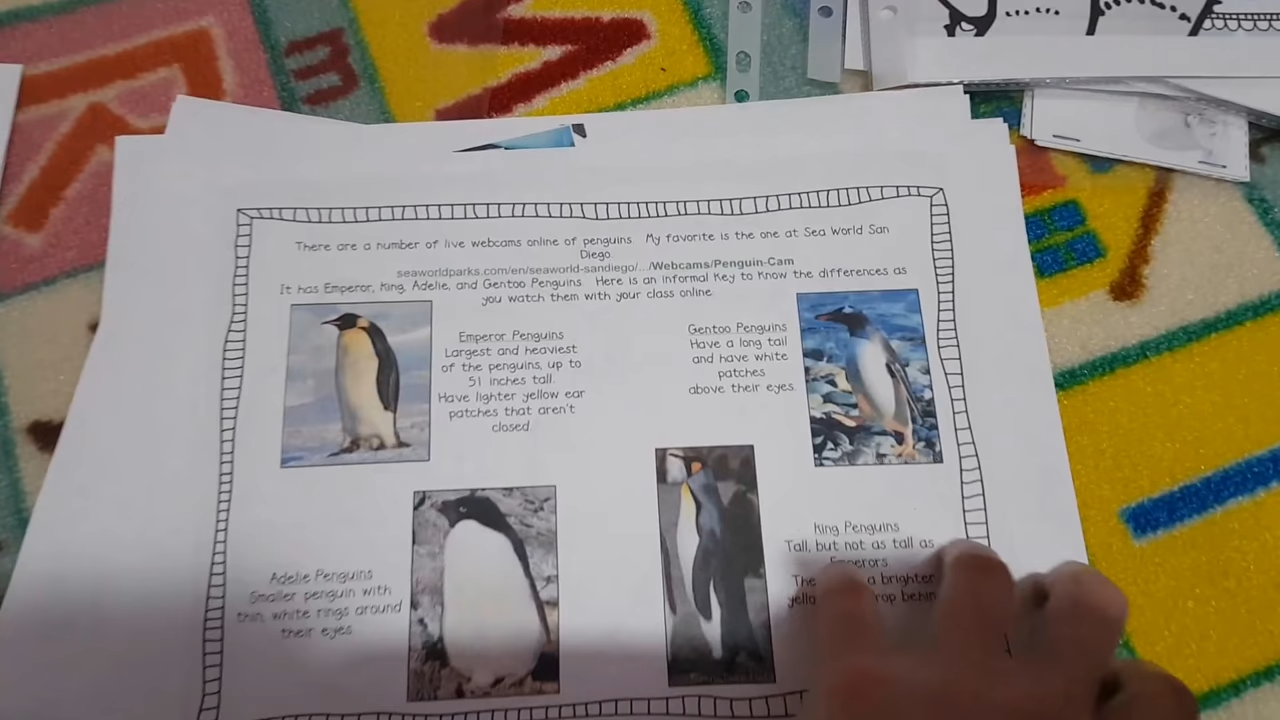 There are a number of live webcams online of penguins. My favorite is the one at Sea World San
Diego.
seaworldparks.com/en/seaworld-sandiego/.../Webcams/Penguin-Cam
It has Emperor, King, Adelie, and Gentoo Penguins. Here is an informal Key to Know the differences as
you watch them with your class online.
Emperor Penguins
Largest and heaviest
of the penguins, up to
51 inches tall.
Have lighter yellow ear
patches that aren't
closed.
Gentoo Penguins
Have a long tail
and have white
patches
above their eyes.
Adelie Penguins
Smaller penguin with
thin, white rings around
their eyes.
King Penguins
Tall, but not as tall as
Emperors
a brighter
m